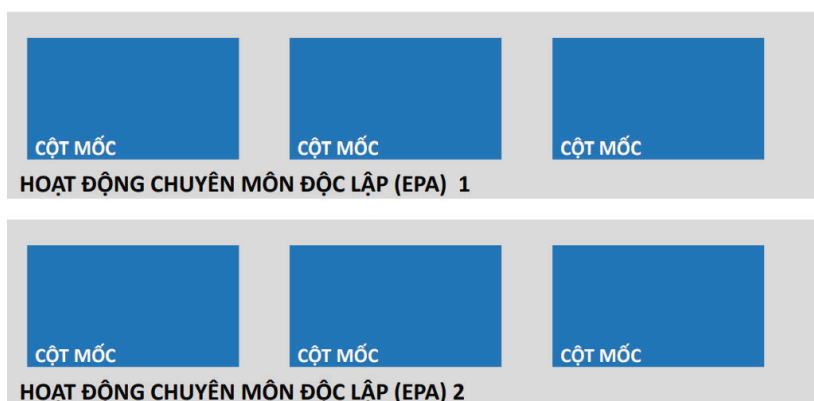 CỘT MỐC CỘT MỐC CỘT MỐC
HOẠT ĐỘNG CHUYÊN MÔN ĐỘC LẬP (EPA) 1
CỘT MỐC CỘT MỐC CỘT MỐC
HOẠT ĐỘNG CHUYÊN MÔN ĐỘC LẬP (EPA) 2